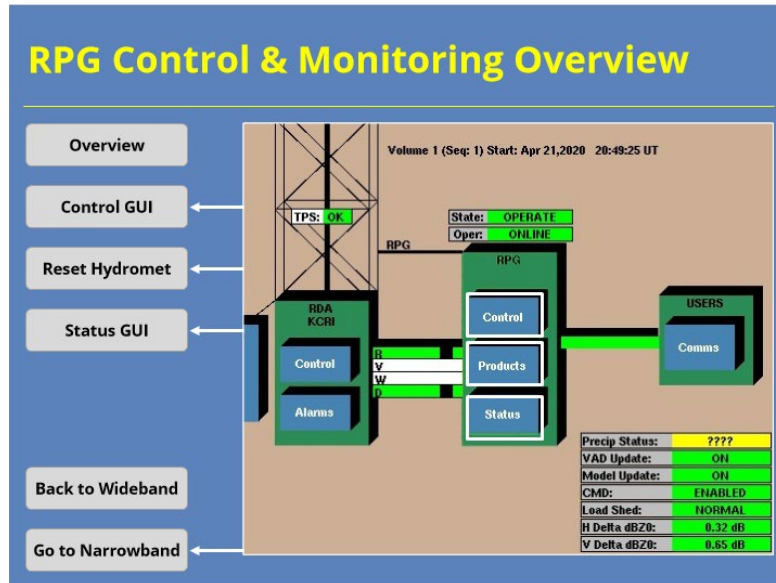 RPG Control & Monitoring Overview
Overview
Control GUI
Reset Hydromet
Status GUI
Back to Wideband
Go to Narrowband
Volume 1 (Seq: 1) Start: Apr 21,2020 20:49:25 UT
TPS: OK
State: OPERATE
Oper: ONLINE
RPG
RDA
KCRI
Control
Alarms
R
V
W
D
RPG
Control
Products
Status
USERS
Comms
Precip Status: ????
VAD Update: ON
Model Update: ON
CMD: ENABLED
Load Shed: NORMAL
H Delta dBZ0: 0.32 dB
V Delta dBZ0: 0.65 dB